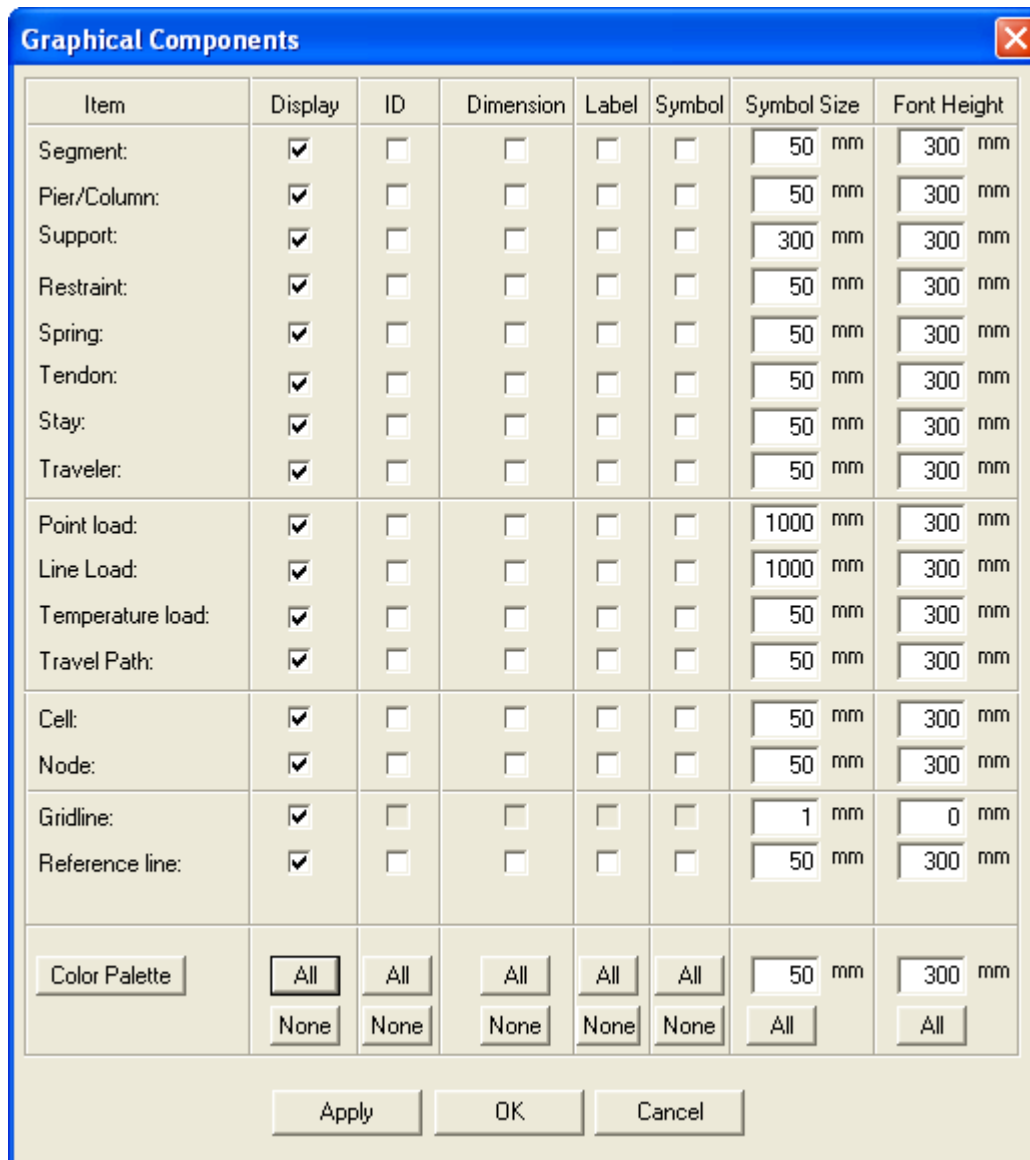 Graphical Components
Item Display ID Dimension Label Symbol Symbol Size Font Height
Segment: 50 mm 300 mm
Pier/Column: 50 mm 300 mm
Support: 300 mm 300 mm
Restraint: 50 mm 300 mm
Spring: 50 mm 300 mm
Tendon: 50 mm 300 mm
Stay: 50 mm 300 mm
Traveler: 50 mm 300 mm
Point load: 1000 mm 300 mm
Line Load: 1000 mm 300 mm
Temperature load: 50 mm 300 mm
Travel Path: 50 mm 300 mm
Cell: 50 mm 300 mm
Node: 50 mm 300 mm
Gridline: 1 mm 0 mm
Reference line: 50 mm 300 mm
Color Palette All All All All All 50 mm 300 mm
None None None None None All All
Apply OK Cancel